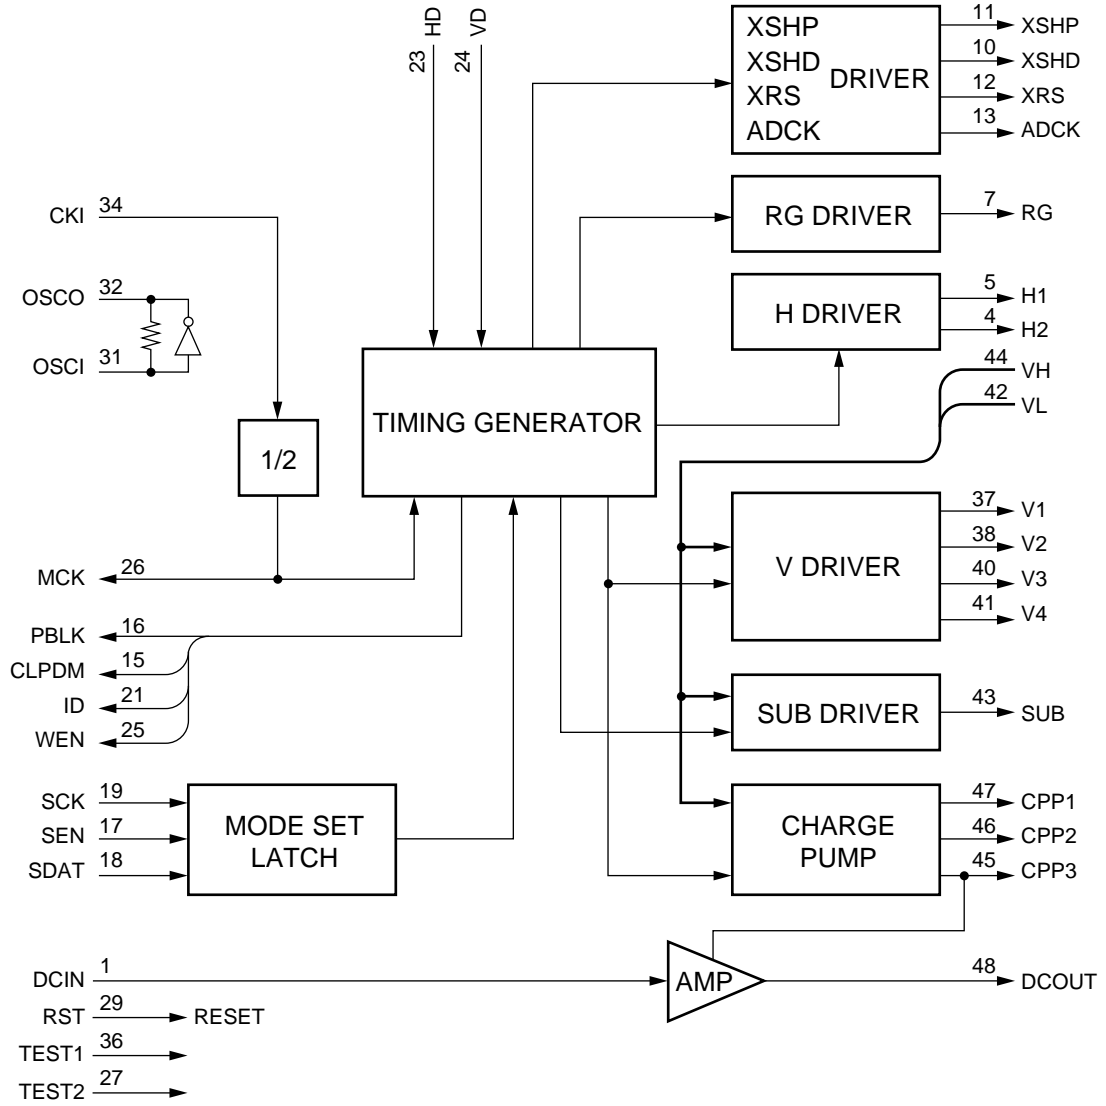 23 HD
24 VD
XSHP
XSHD
XRS
ADCK
DRIVER
11 XSHP
10 XSHD
12 XRS
13 ADCK
CKI 34
RG DRIVER
7 RG
OSCO 32
OSCI 31
H DRIVER
5 H1
4 H2
44 VH
42 VL
TIMING GENERATOR
1/2
V DRIVER
37 V1
38 V2
40 V3
41 V4
MCK 26
PBLK 16
CLPDM 15
ID 21
WEN 25
SUB DRIVER
43 SUB
SCK 19
SEN 17
SDAT 18
MODE SET
LATCH
CHARGE
PUMP
47 CPP1
46 CPP2
45 CPP3
DCIN 1
AMP
48 DCOUT
RST 29 RESET
TEST1 36
TEST2 27